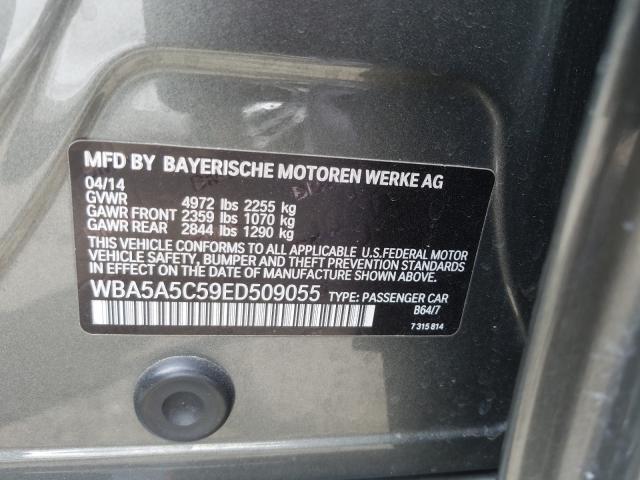 MFD BY BAYERISCHE MOTOREN WERKE AG
04/14
GVWR 4972 lbs 2255 kg
GAWR FRONT 2359 lbs 1070 kg
GAWR REAR 2844 lbs 1290 kg
THIS VEHICLE CONFORMS TO ALL APPLICABLE U.S.FEDERAL MOTOR
VEHICLE SAFETY, BUMPER AND THEFT PREVENTION STANDARDS
IN EFFECT ON THE DATE OF MANUFACTURE SHOWN ABOVE.
WBA5A5C59ED509055 TYPE: PASSENGER CAR
B64/7
7 315 814